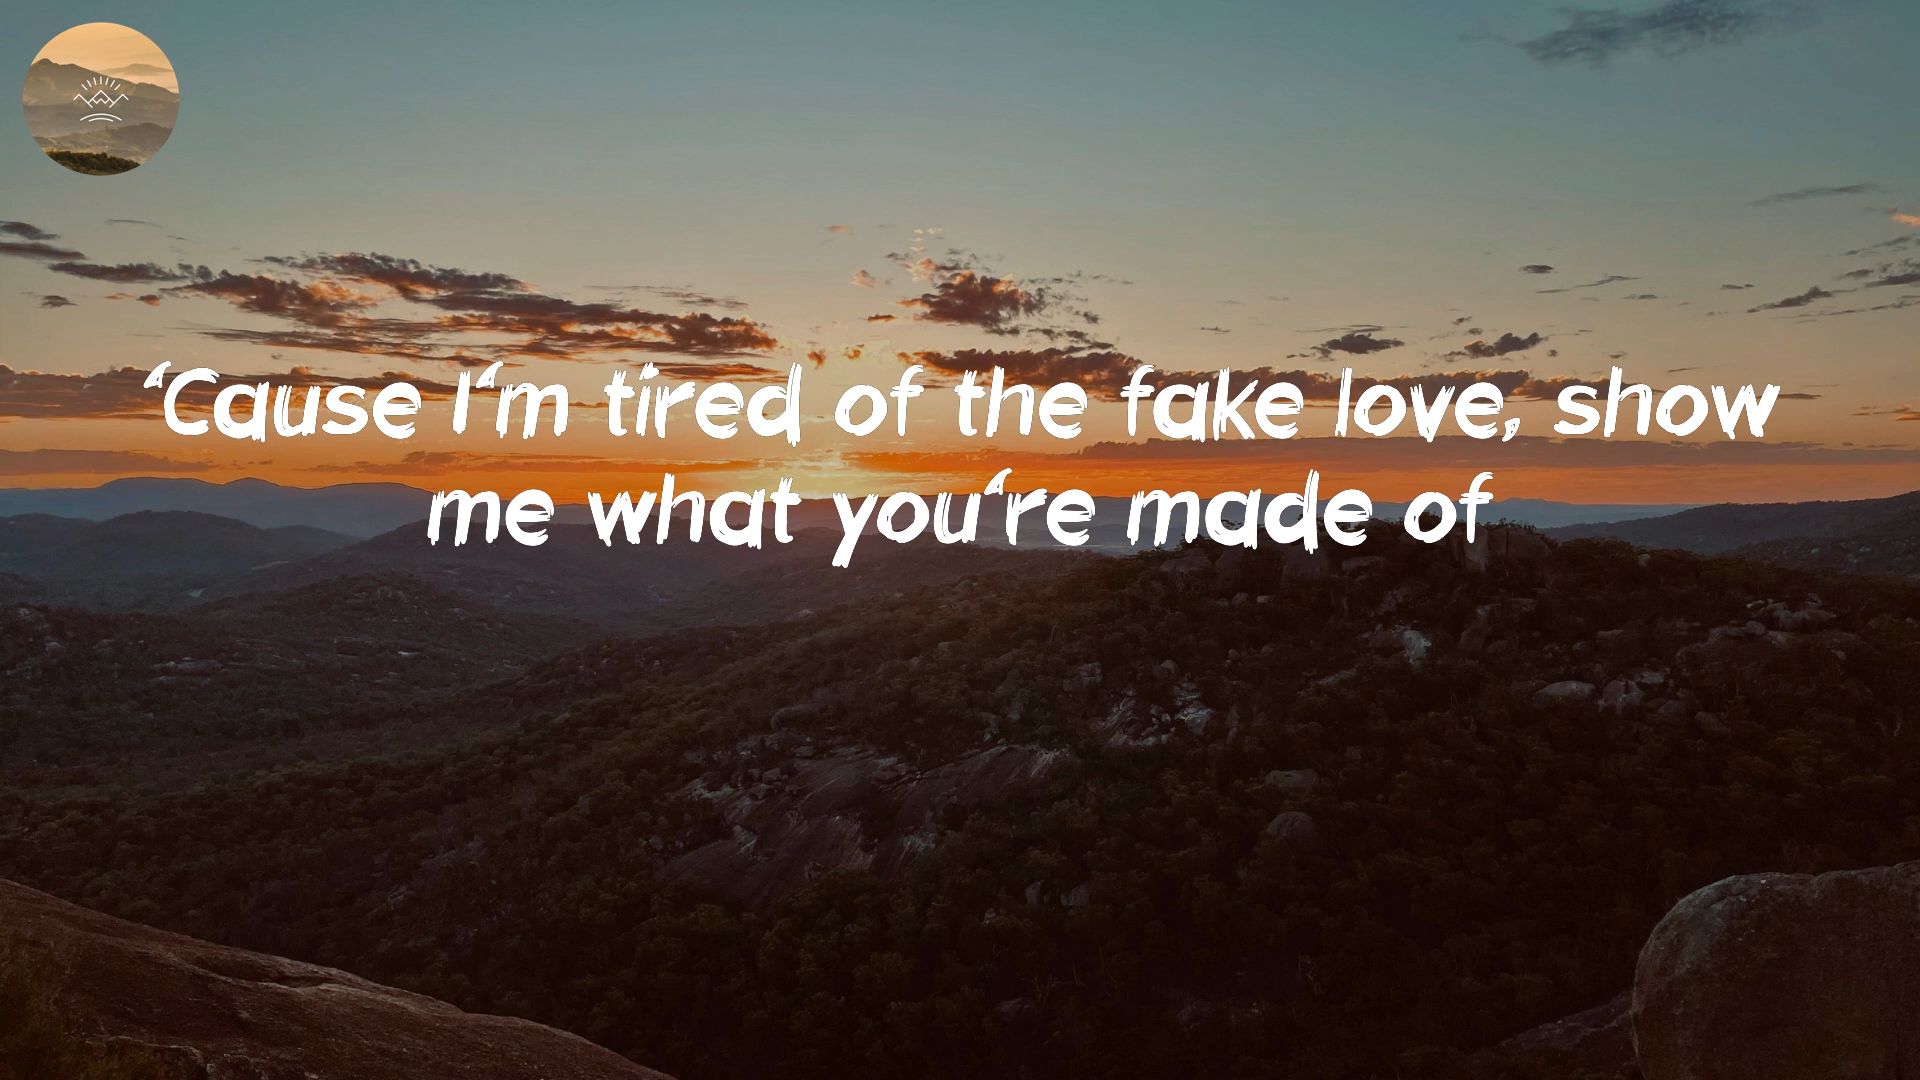 ‘Cause I‘m tired of the fake love, show
me what you‘re made of